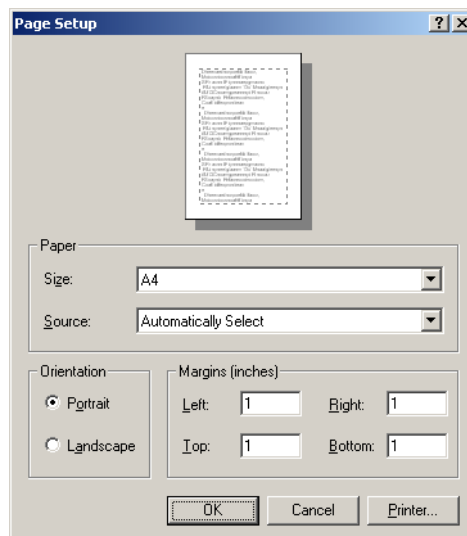 Page Setup
Paper
Size: A4
Source: Automatically Select
Orientation
Portrait
Landscape
Margins (inches)
Left: 1 Right: 1
Top: 1 Bottom: 1
OK Cancel Printer...